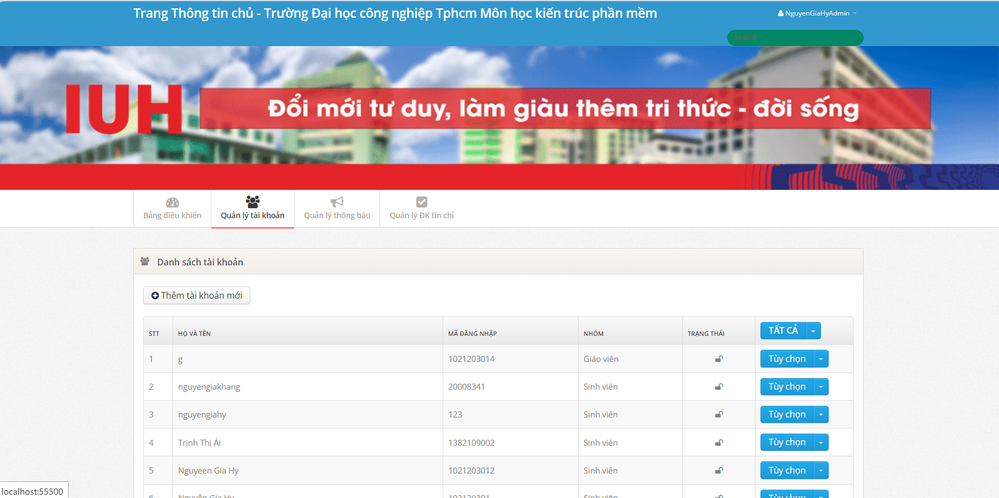 Trang Thông tin chủ - Trường Đại học công nghiệp Tphcm Môn học kiến trúc phần mềm
NguyenGiaHyAdmin
Search
IUH
Đổi mới tư duy, làm giàu thêm tri thức - đời sống
Bảng điều khiển
Quản lý tài khoản
Quản lý thông báo
Quản lý ĐK tín chỉ
Danh sách tài khoản
Thêm tài khoản mới
STT HỌ VÀ TÊN MÃ ĐĂNG NHẬP NHÓM TRẠNG THÁI TẤT CẢ
1 g 1021203014 Giáo viên Tùy chọn
2 nguyengiakhang 20008341 Sinh viên Tùy chọn
3 nguyengiahy 123 Sinh viên Tùy chọn
4 Trịnh Thị Ái 1382109002 Sinh viên Tùy chọn
5 Nguyeen Gia Hy 1021203012 Sinh viên Tùy chọn
6 Nguyễn GIa Hy 102120301 Sinh viên Tùy chọn
localhost:55500